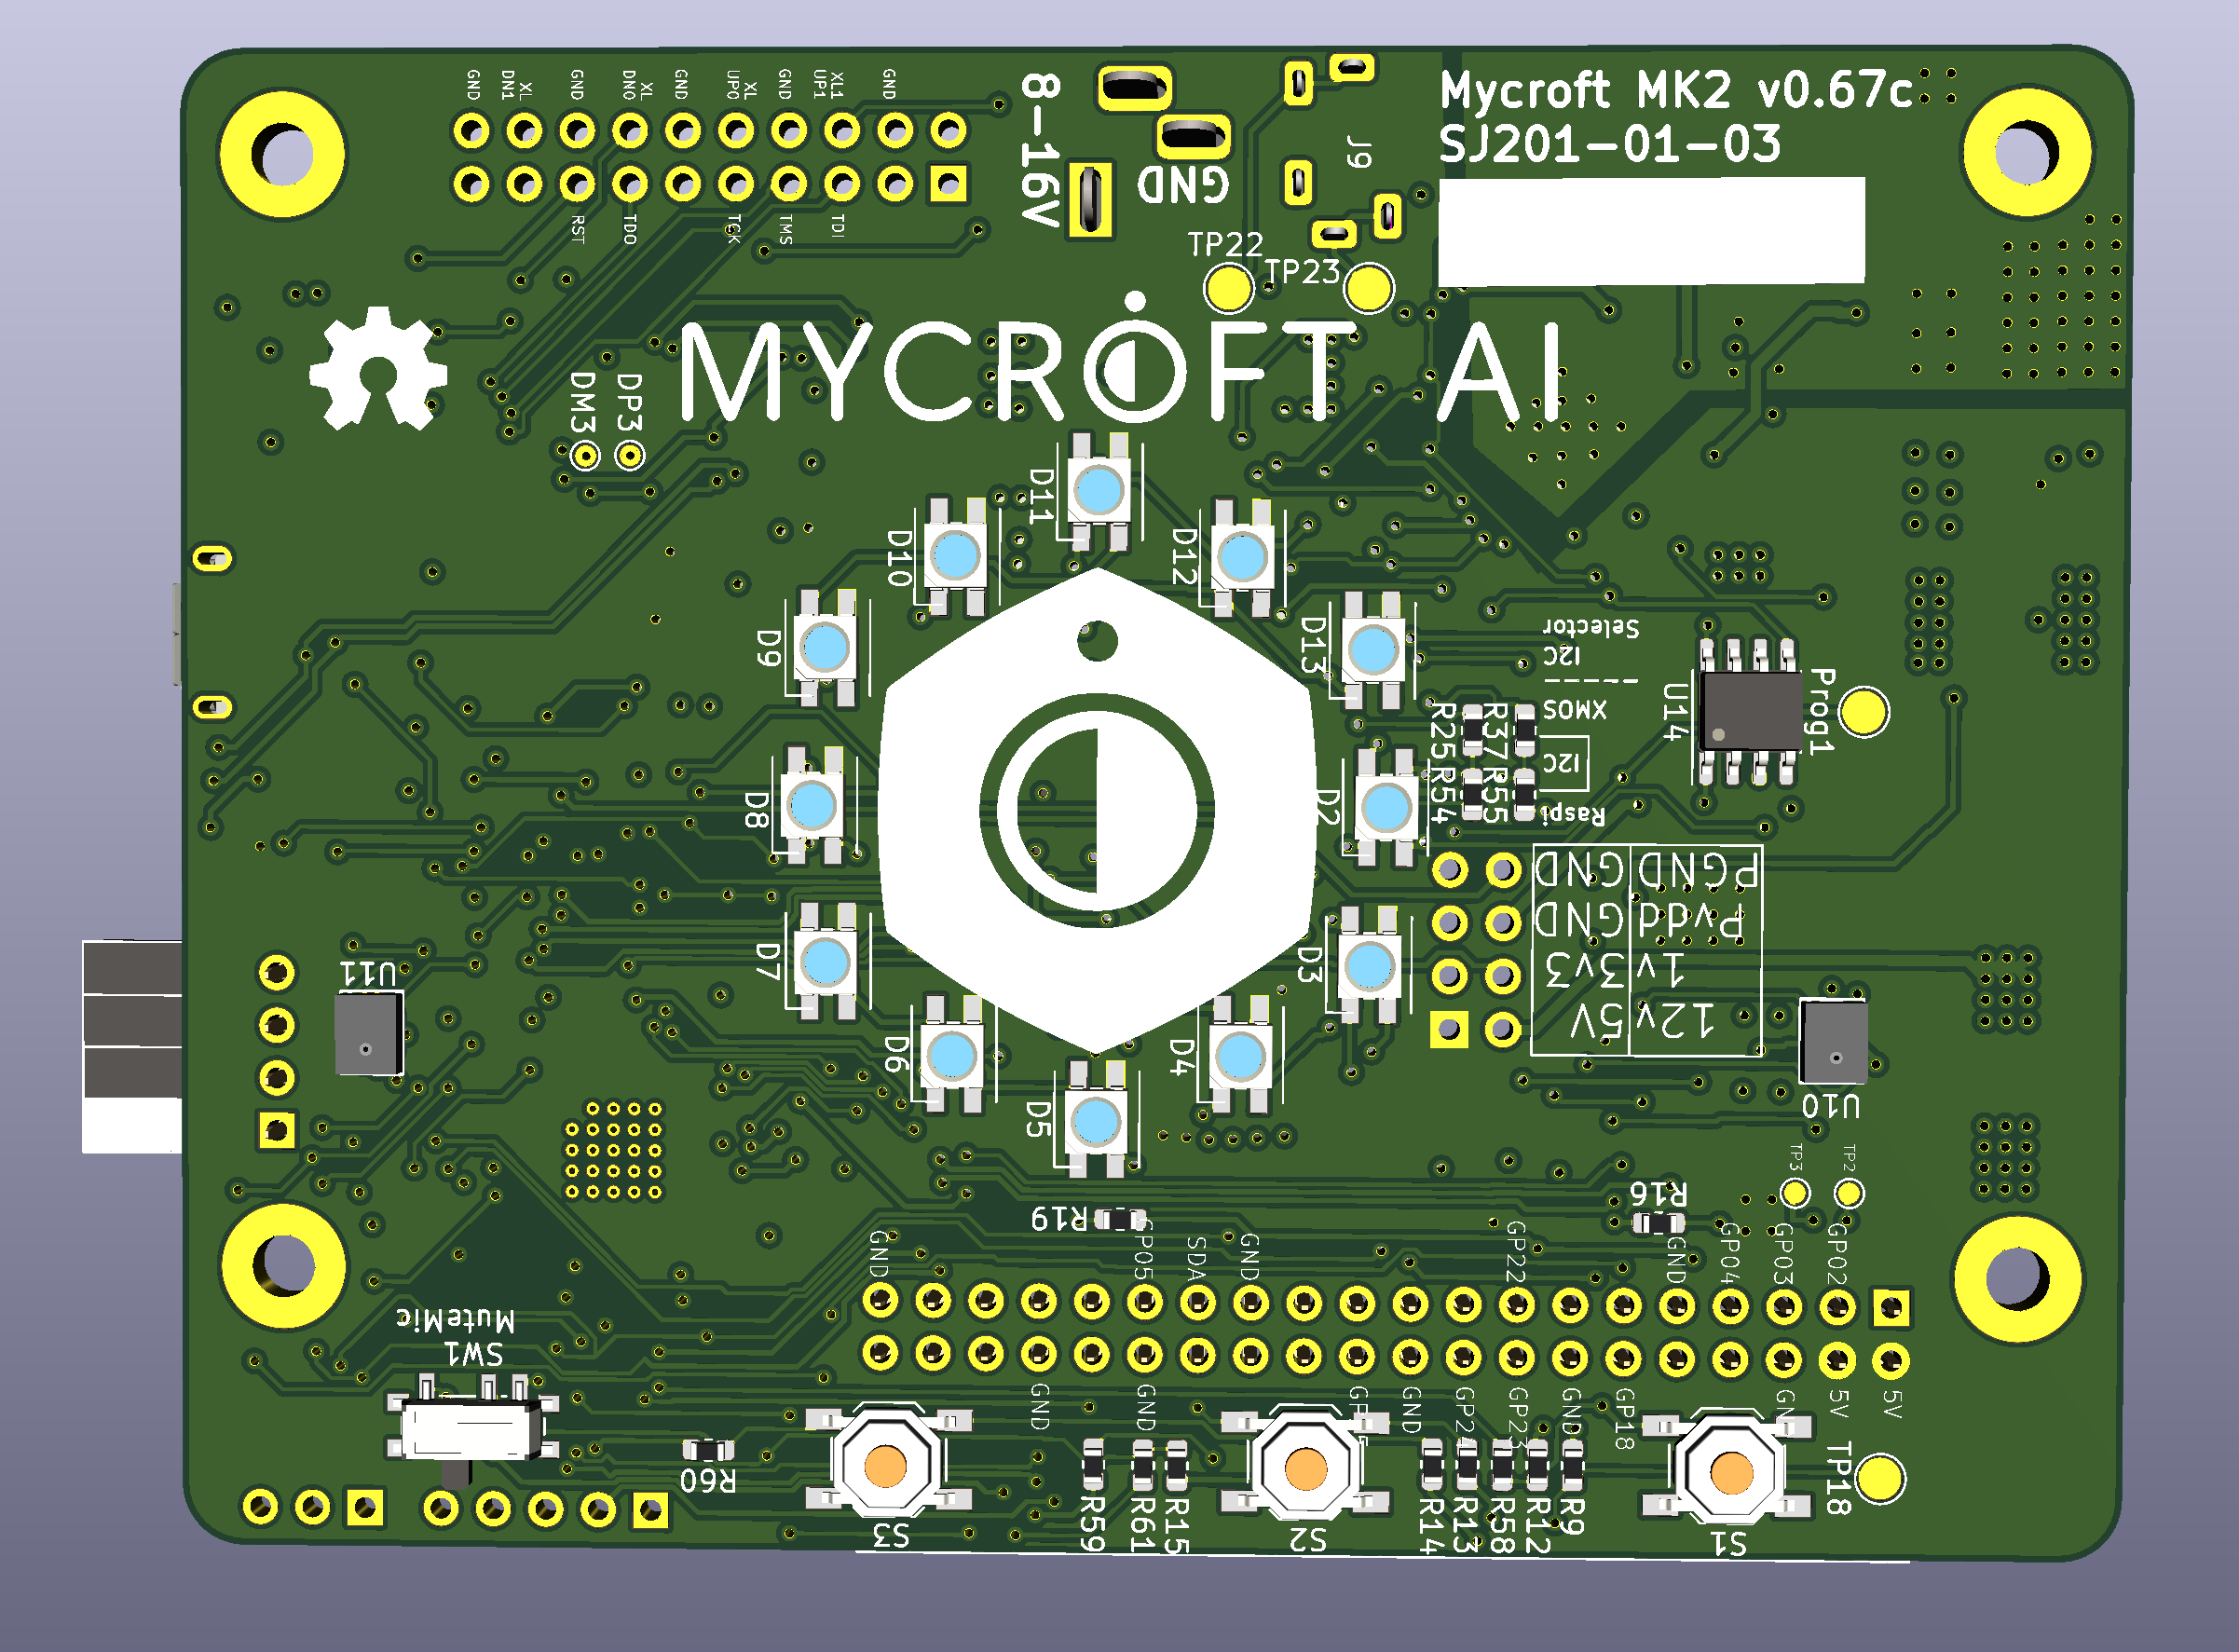 GND
XL
DN1
GND
XL
DN0
GND
XL
UP0
GND
XL1
UP1
GND
8-16V
GND
J9
Mycroft MK2 v0.67c
SJ201-01-03
RST
TDO
TCK
TMS
TDI
TP22
TP23
MYCROFT AI
DM3
DP3
D11
D10
D12
D9
D13
Selector
I2C
-----
XMOS
I2C
Raspi
R25
R37
R54
R55
U14
Prog1
D8
D2
GND PGND
GND Pvdd
3v3 1v
5V 12v
D7
D3
U11
D6
D4
D5
U10
TP3
TP2
R19
R16
GND
GP05
SDA
GND
GP22
GND
GP04
GP03
GP02
MuteMic
SW1
GND
GND
GND
GP24
GP23
GND
GP18
5V
5V
TP18
R60
S3
R59
R61
R15
S2
R14
R13
R58
R12
R9
S1